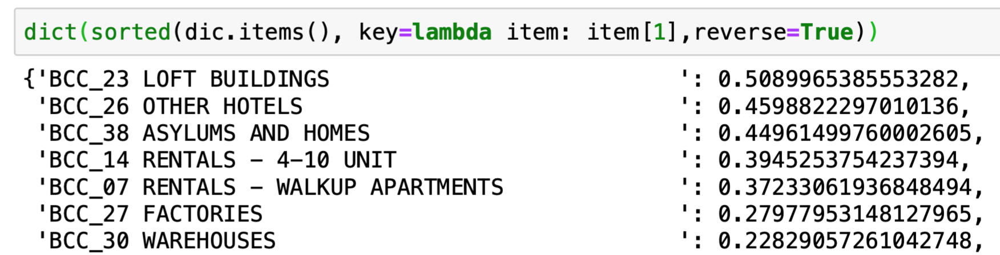 dict(sorted(dic.items(), key=lambda item: item[1],reverse=True))
{'BCC_23 LOFT BUILDINGS                          ': 0.5089965385553282,
 'BCC_26 OTHER HOTELS                            ': 0.4598822297010136,
 'BCC_38 ASYLUMS AND HOMES                       ': 0.44961499760002605,
 'BCC_14 RENTALS - 4-10 UNIT                     ': 0.3945253754237394,
 'BCC_07 RENTALS - WALKUP APARTMENTS             ': 0.37233061936848494,
 'BCC_27 FACTORIES                               ': 0.27977953148127965,
 'BCC_30 WAREHOUSES                              ': 0.22829057261042748,